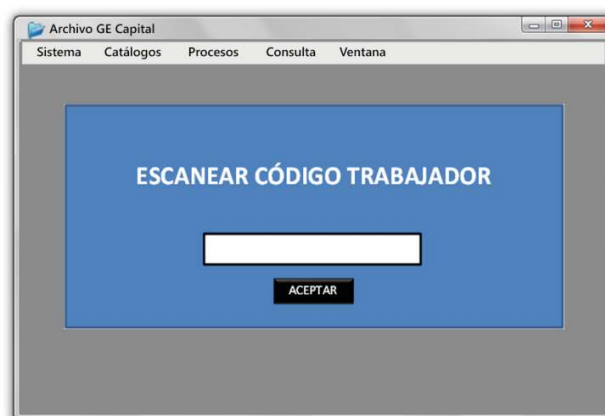 Archivo GE Capital
Sistema Catálogos Procesos Consulta Ventana
ESCANEAR CÓDIGO TRABAJADOR
ACEPTAR